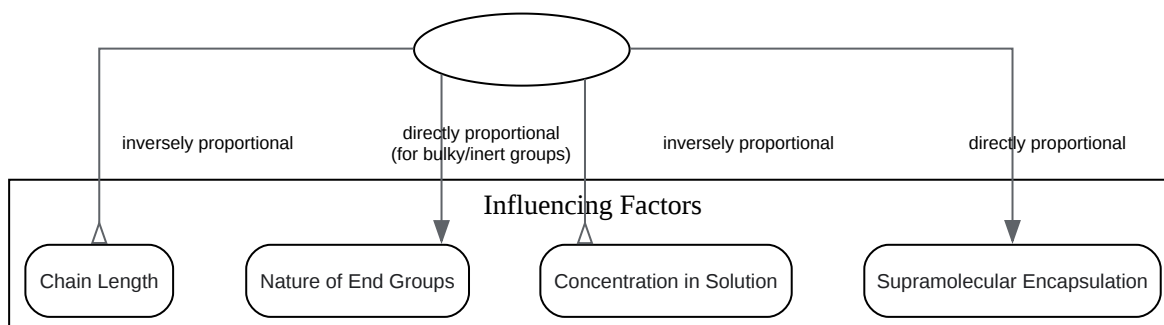 inversely proportional
directly proportional
(for bulky/inert groups)
inversely proportional
directly proportional
Influencing Factors
Chain Length
Nature of End Groups
Concentration in Solution
Supramolecular Encapsulation